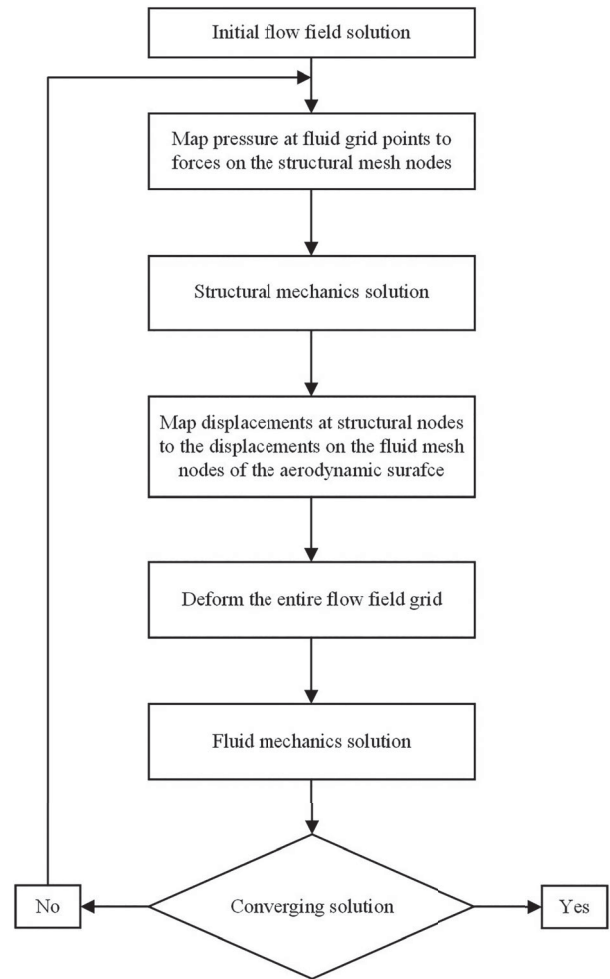 Initial flow field solution
Map pressure at fluid grid points to
forces on the structural mesh nodes
Structural mechanics solution
Map displacements at structural nodes
to the displacements on the fluid mesh
nodes of the aerodynamic surafce
Deform the entire flow field grid
Fluid mechanics solution
No
Converging solution
Yes